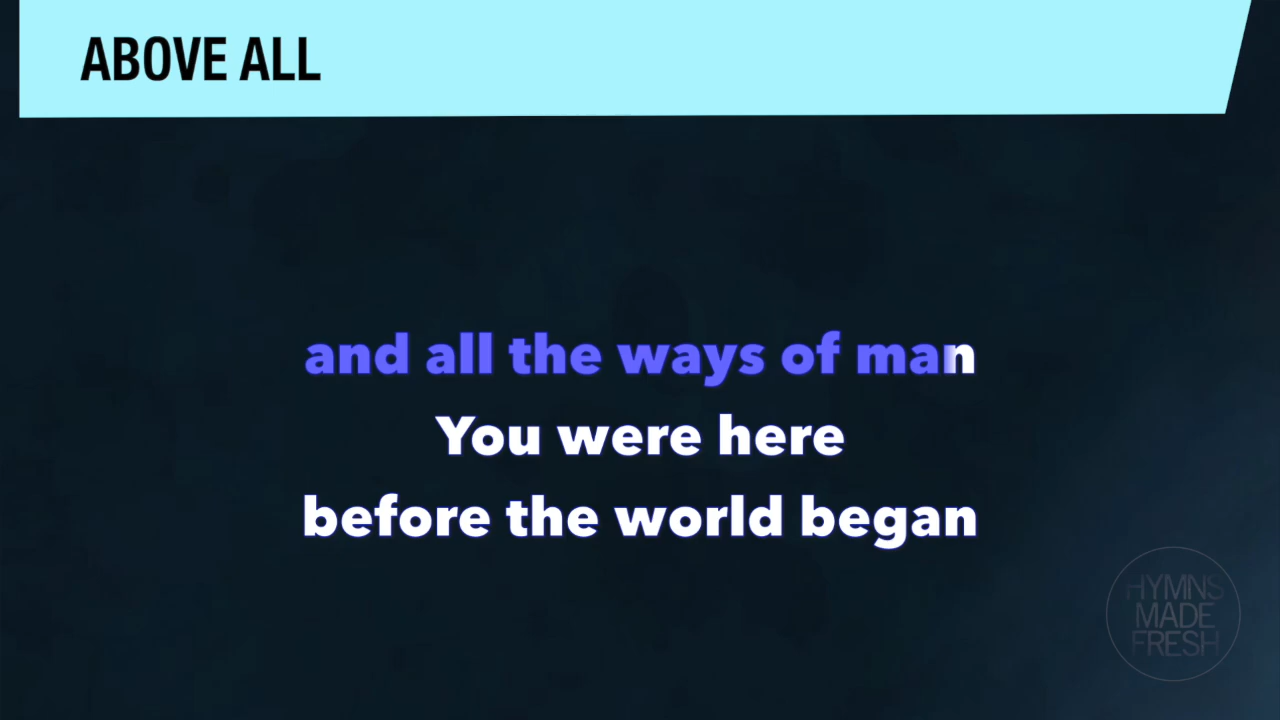 ABOVE ALL
and all the ways of man
You were here
before the world began
HYMNS
MADE
FRESH